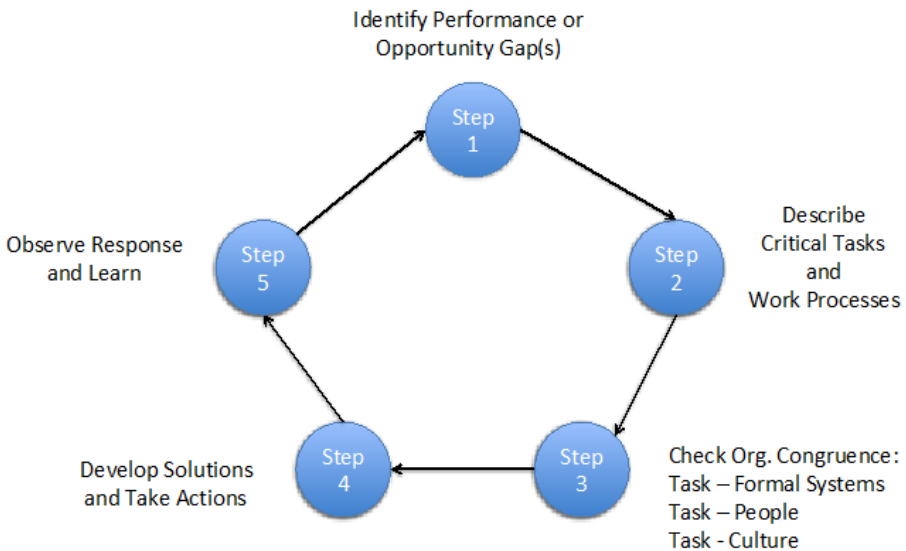 Identify Performance or
Opportunity Gap(s)
Step
1
Describe
Critical Tasks
and
Work Processes
Step
2
Check Org. Congruence:
Task – Formal Systems
Task – People
Task - Culture
Step
3
Develop Solutions
and Take Actions
Step
4
Observe Response
and Learn
Step
5